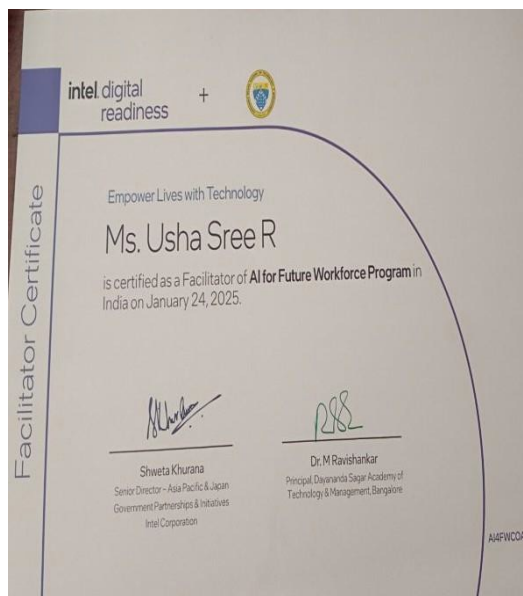 intel digital
readiness
+
Facilitator Certificate
Empower Lives with Technology
Ms. Usha Sree R
is certified as a Facilitator of AI for Future Workforce Program in
India on January 24, 2025.
Shweta Khurana
Senior Director – Asia Pacific & Japan
Government Partnerships & Initiatives
Intel Corporation
Dr. M Ravishankar
Principal, Dayananda Sagar Academy of
Technology & Management, Bangalore
AI4FWCOA